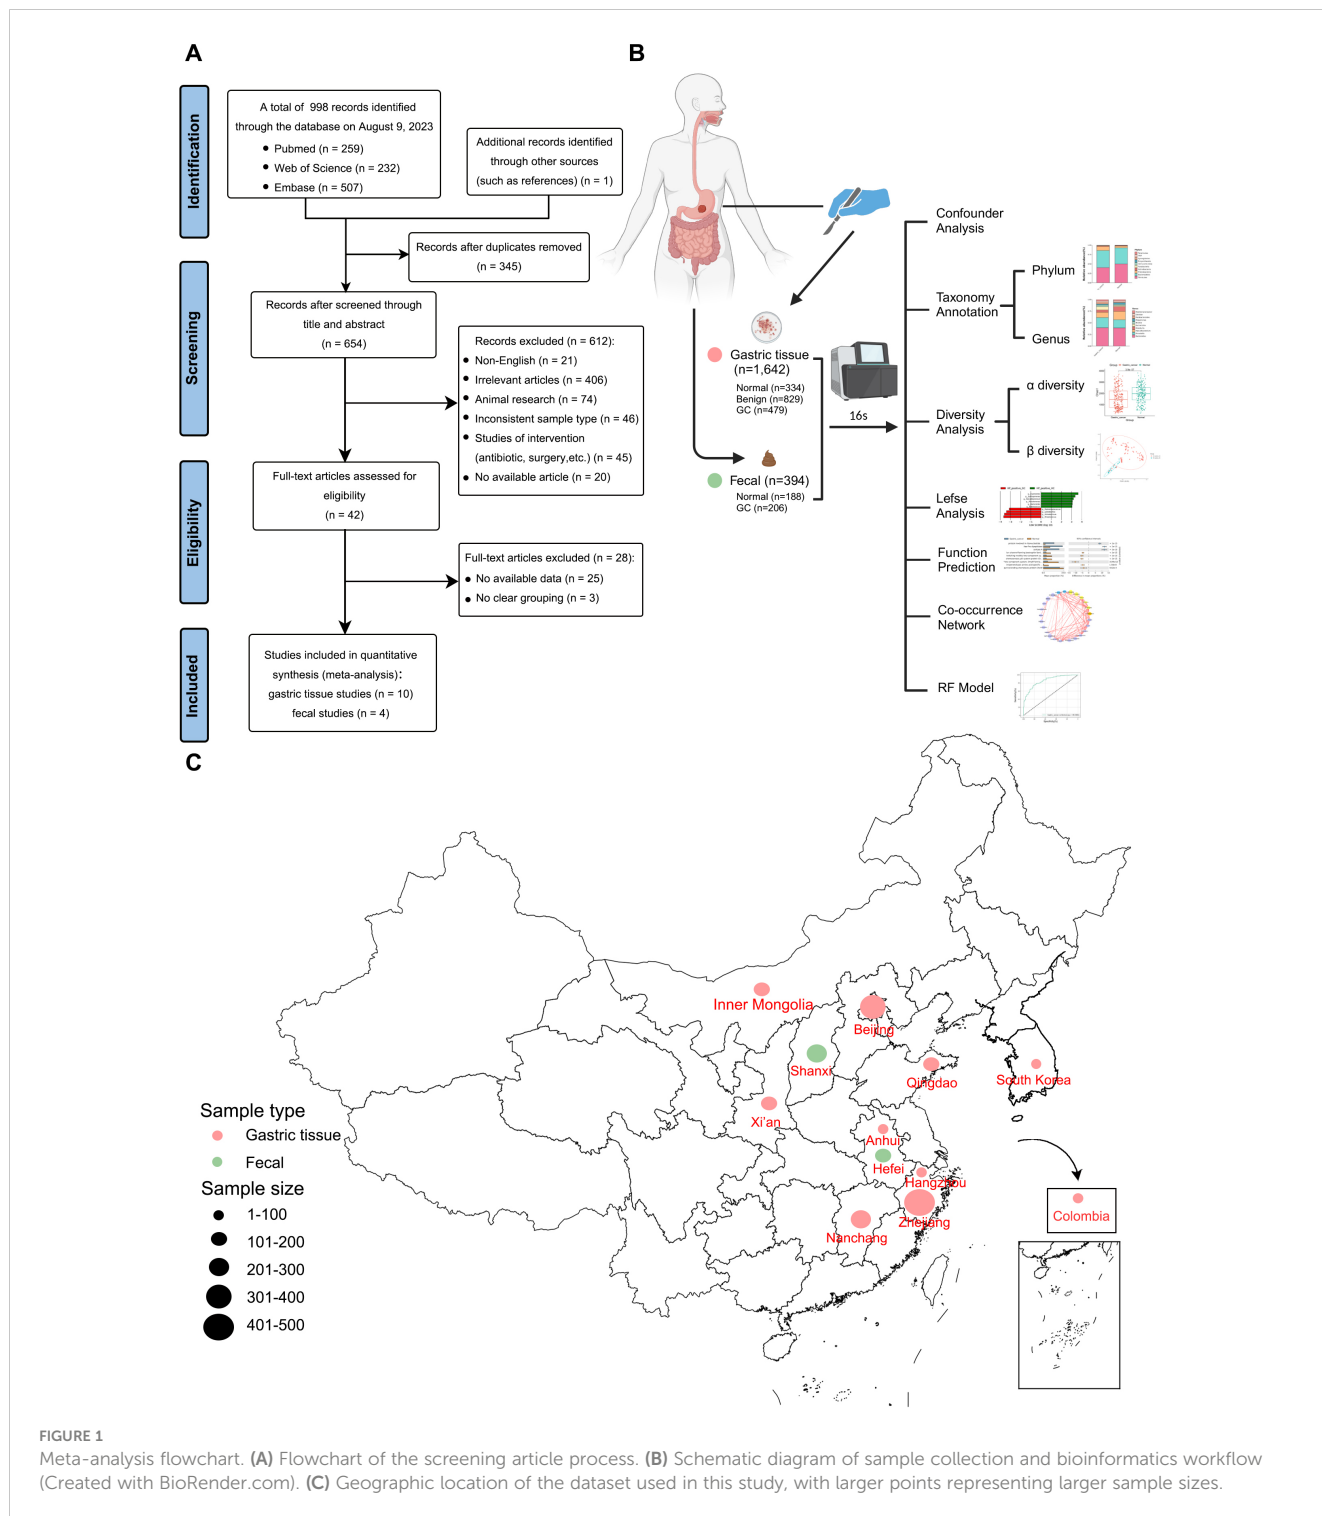 A
Identification
A total of 998 records identified
through the database on August 9, 2023
● Pubmed (n = 259)
● Web of Science (n = 232)
● Embase (n = 507)
Additional records identified
through other sources
(such as references) (n = 1)
Records after duplicates removed
(n = 345)
Screening
Records after screened through
title and abstract
(n = 654)
Records excluded (n = 612):
● Non-English (n = 21)
● Irrelevant articles (n = 406)
● Animal research (n = 74)
● Inconsistent sample type (n = 46)
● Studies of intervention
(antibiotic, surgery,etc.) (n = 45)
● No available article (n = 20)
Eligibility
Full-text articles assessed for
eligibility
(n = 42)
Full-text articles excluded (n = 28):
● No available data (n = 25)
● No clear grouping (n = 3)
Included
Studies included in quantitative
synthesis (meta-analysis):
gastric tissue studies (n = 10)
fecal studies (n = 4)
B
Gastric tissue
(n=1,642)
Normal (n=334)
Benign (n=829)
GC (n=479)
Fecal (n=394)
Normal (n=188)
GC (n=206)
16s
Confounder
Analysis
Taxonomy
Annotation
Phylum
Genus
Diversity
Analysis
α diversity
β diversity
Lefse
Analysis
Function
Prediction
Co-occurrence
Network
RF Model
C
Inner Mongolia
Beijing
Shanxi
Qingdao
South Korea
Xi'an
Anhui
Hefei
Hangzhou
Zhejiang
Nanchang
Colombia
Sample type
Gastric tissue
Fecal
Sample size
1-100
101-200
201-300
301-400
401-500
FIGURE 1
Meta-analysis flowchart. (A) Flowchart of the screening article process. (B) Schematic diagram of sample collection and bioinformatics workflow
(Created with BioRender.com). (C) Geographic location of the dataset used in this study, with larger points representing larger sample sizes.